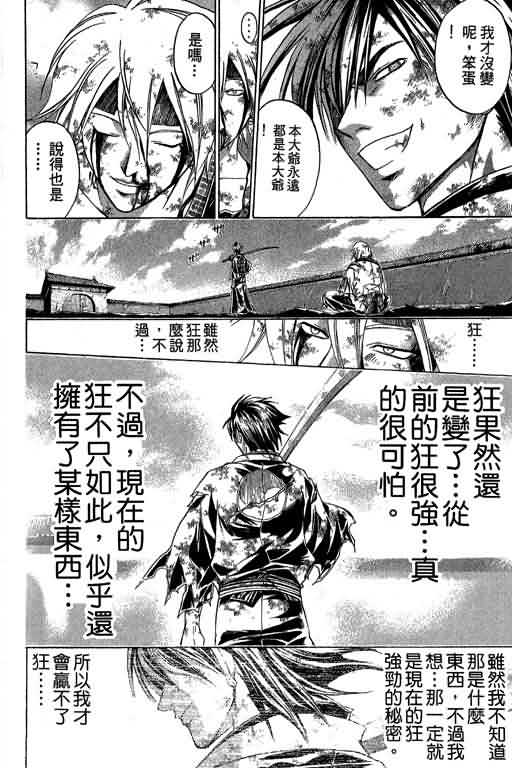 我才沒變
呢，笨蛋
！
本大爺永遠
都是本大爺
！
……
是嗎…
說得也是
……
狂……
雖然
狂那
麼說
，不
過
狂果然還
是變了…從
前的狂很強…真
的很可怕。
不過，現在的
狂不只如此，似乎還
擁有了某樣東西…
雖然我不知道
那是什麼
東西，不過我
想…那一定就
是現在的狂
強勁的秘密。
所以我才
會贏不了
狂……